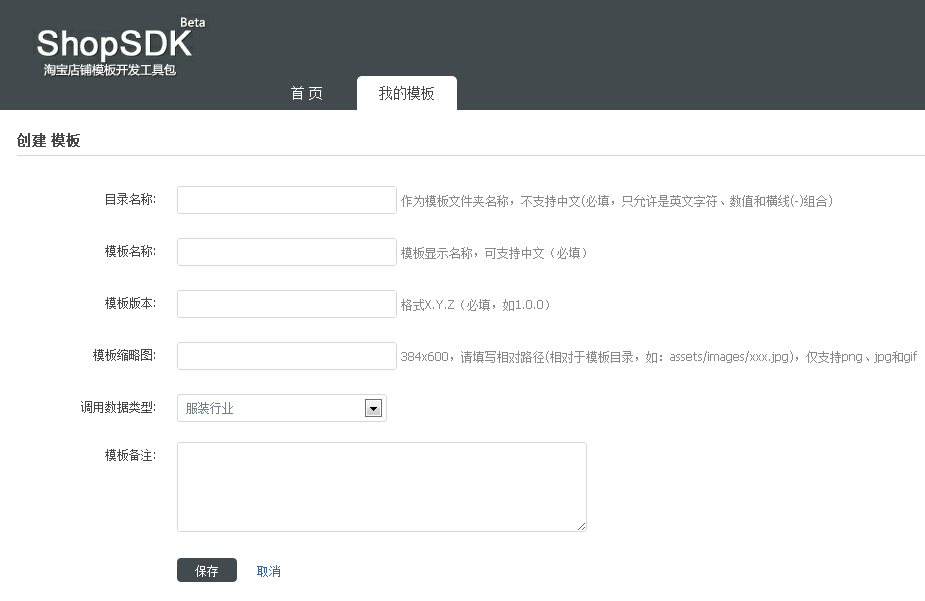 Beta
ShopSDK
淘宝店铺模板开发工具包
首 页
我的模板
创建 模板
目录名称: 作为模板文件夹名称，不支持中文(必填，只允许是英文字符、数值和横线(-)组合)
模板名称: 模板显示名称，可支持中文（必填）
模板版本: 格式X.Y.Z（必填，如1.0.0）
模板缩略图: 384x600，请填写相对路径(相对于模板目录，如：assets/images/xxx.jpg)，仅支持png、jpg和gif
调用数据类型: 服装行业
模板备注:
保存 取消